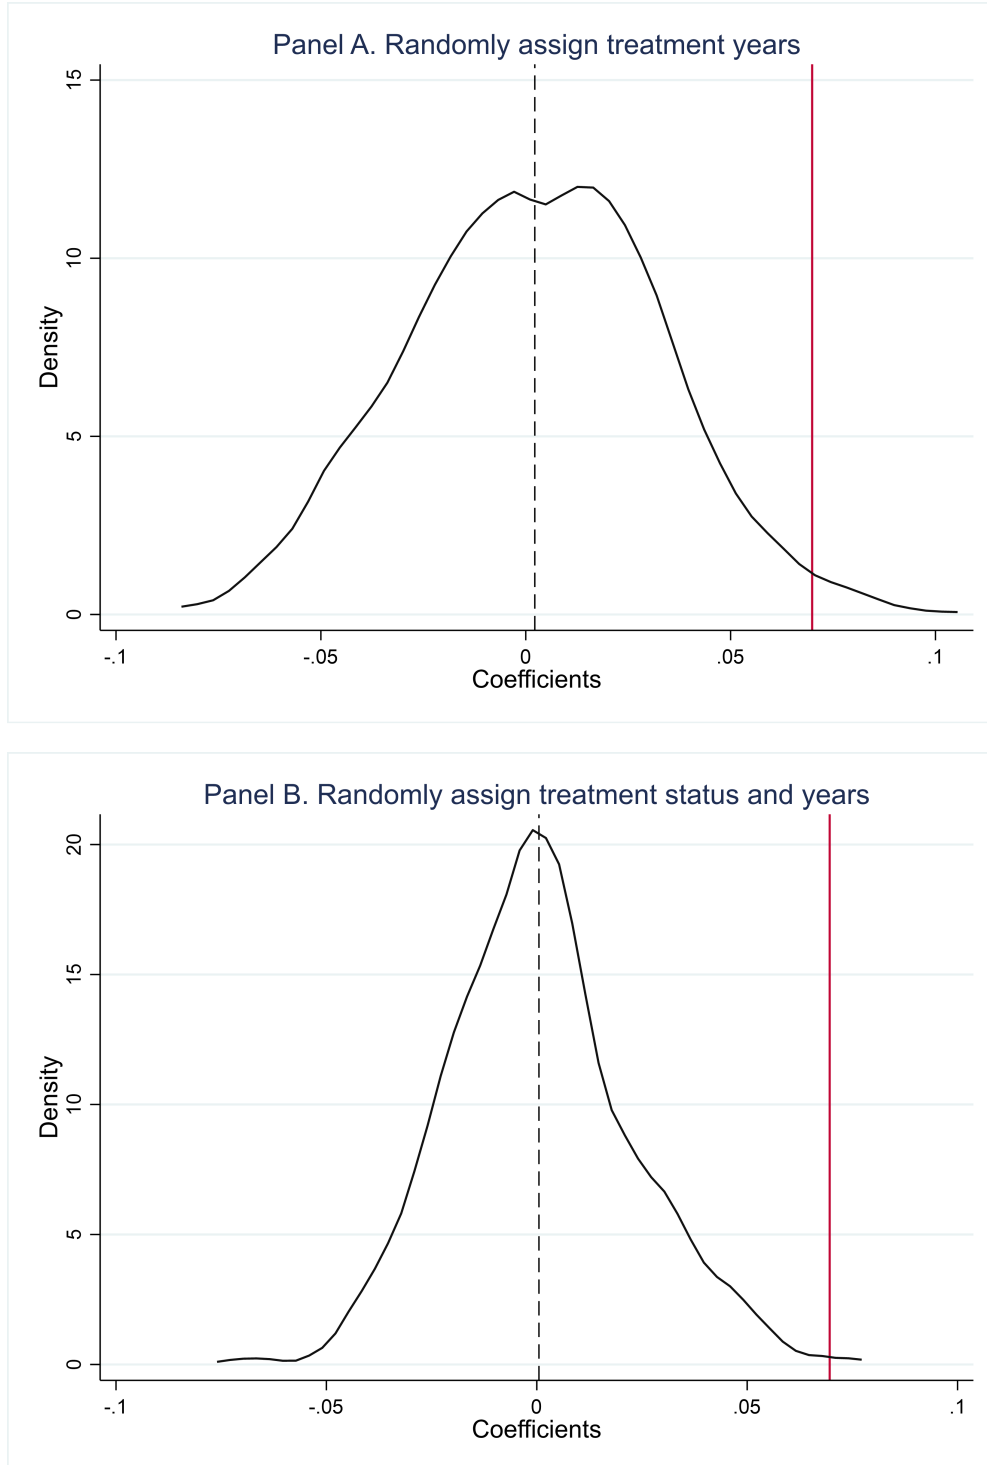 Panel A. Randomly assign treatment years
15
10
5
0
Density
-.1 -.05 0 .05 .1
Coefficients
Panel B. Randomly assign treatment status and years
20
15
10
5
0
Density
-.1 -.05 0 .05 .1
Coefficients